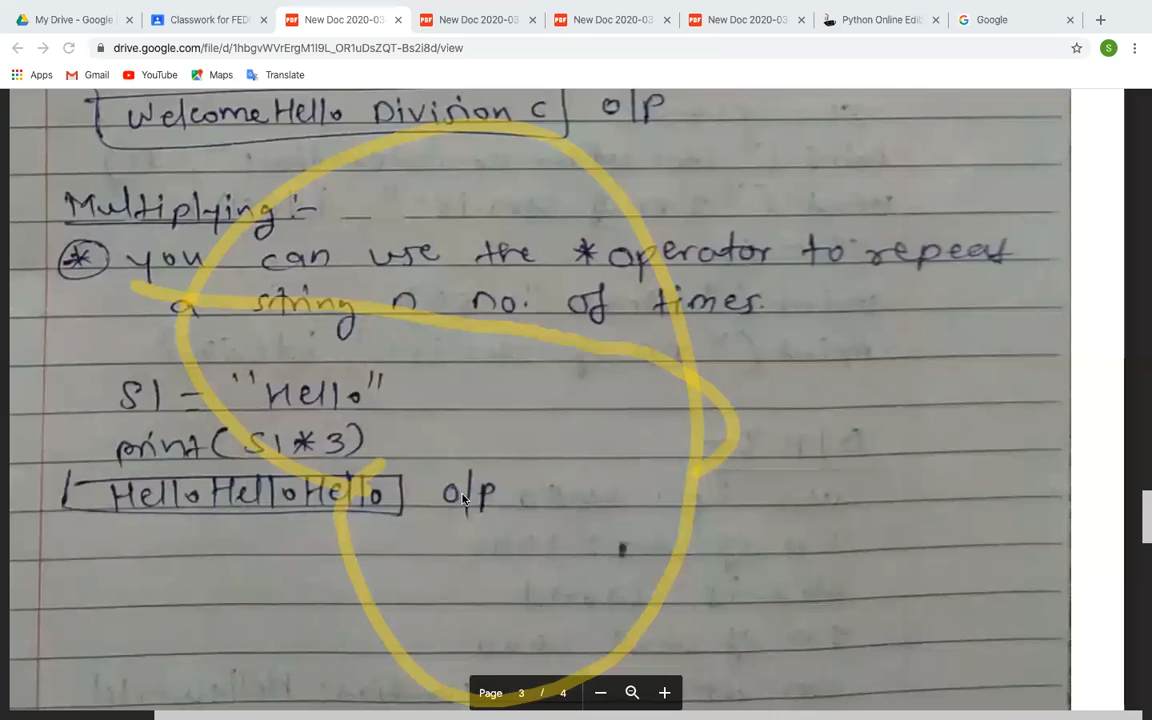 My Drive - Google
Classwork for FED
New Doc 2020-03
New Doc 2020-03
New Doc 2020-03
New Doc 2020-03
Python Online Edit
Google
drive.google.com/file/d/1hbgvWVrErgM1I9L_OR1uDsZQT-Bs2i8d/view
S
Apps
Gmail
YouTube
Maps
Translate
WelcomeHello Division C O/P
Multiplying :-
* you can use the * operator to repeat
a string n no. of times.
S1 = "Hello"
print(S1 * 3)
HelloHelloHello O/P
Page 3 / 4